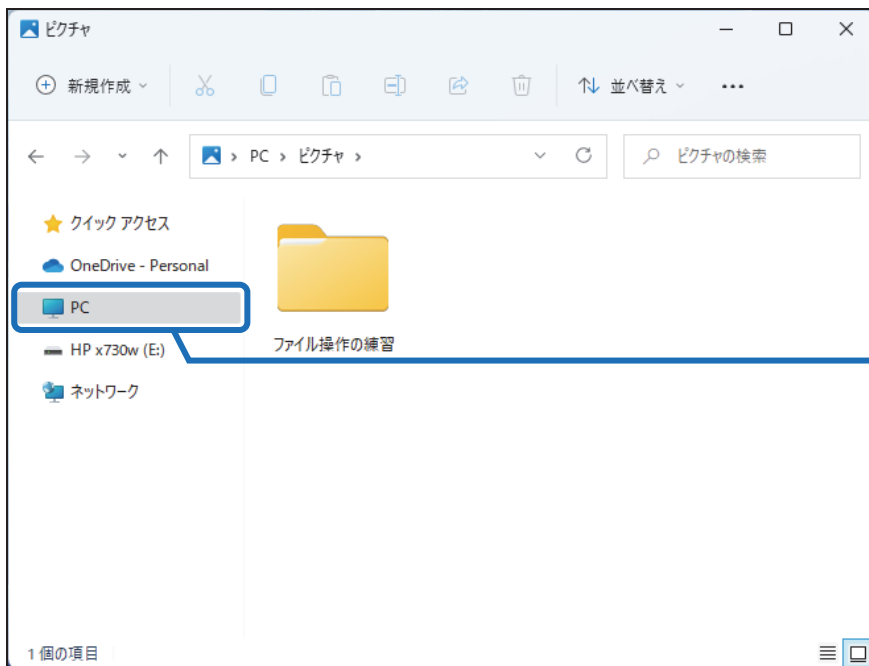 ピクチャ
新規作成
並べ替え
PC > ピクチャ >
ピクチャの検索
クイック アクセス
OneDrive - Personal
PC
HP x730w (E:)
ネットワーク
ファイル操作の練習
1 個の項目